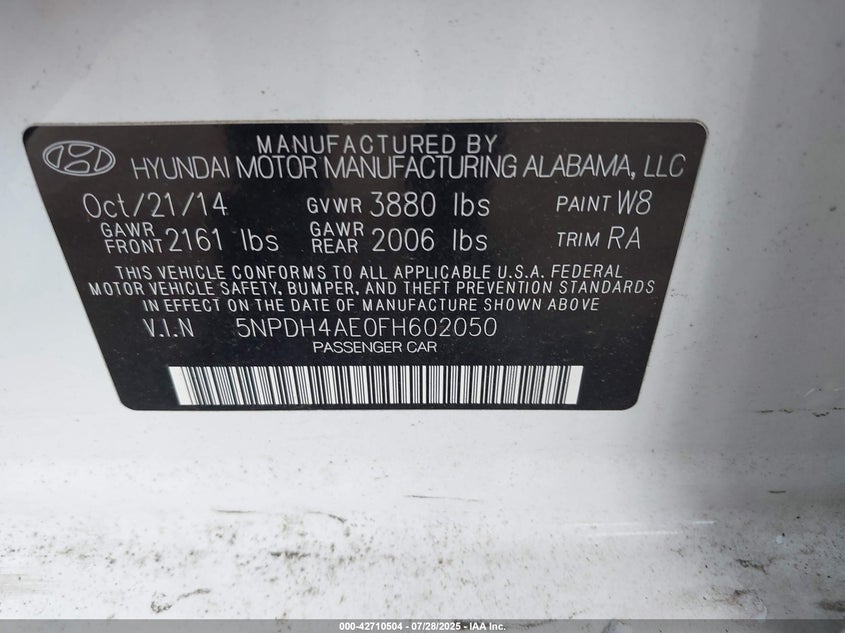 MANUFACTURED BY
HYUNDAI MOTOR MANUFACTURING ALABAMA, LLC
Oct/21/14 GVWR 3880 lbs PAINT W8
GAWR FRONT 2161 lbs GAWR REAR 2006 lbs TRIM RA
THIS VEHICLE CONFORMS TO ALL APPLICABLE U.S.A. FEDERAL
MOTOR VEHICLE SAFETY, BUMPER, AND THEFT PREVENTION STANDARDS
IN EFFECT ON THE DATE OF MANUFACTURE SHOWN ABOVE
V.I.N 5NPDH4AE0FH602050
PASSENGER CAR
000-42710504 - 07/28/2025 - IAA Inc.